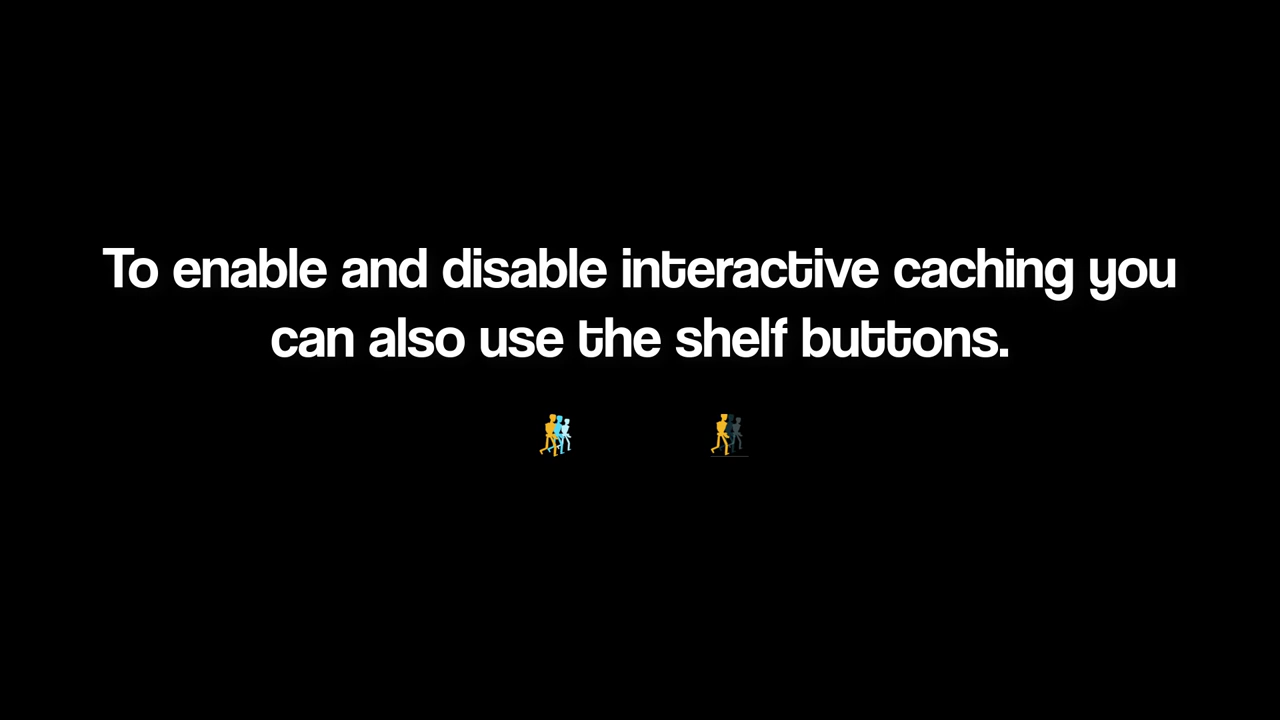 To enable and disable interactive caching you
can also use the shelf buttons.